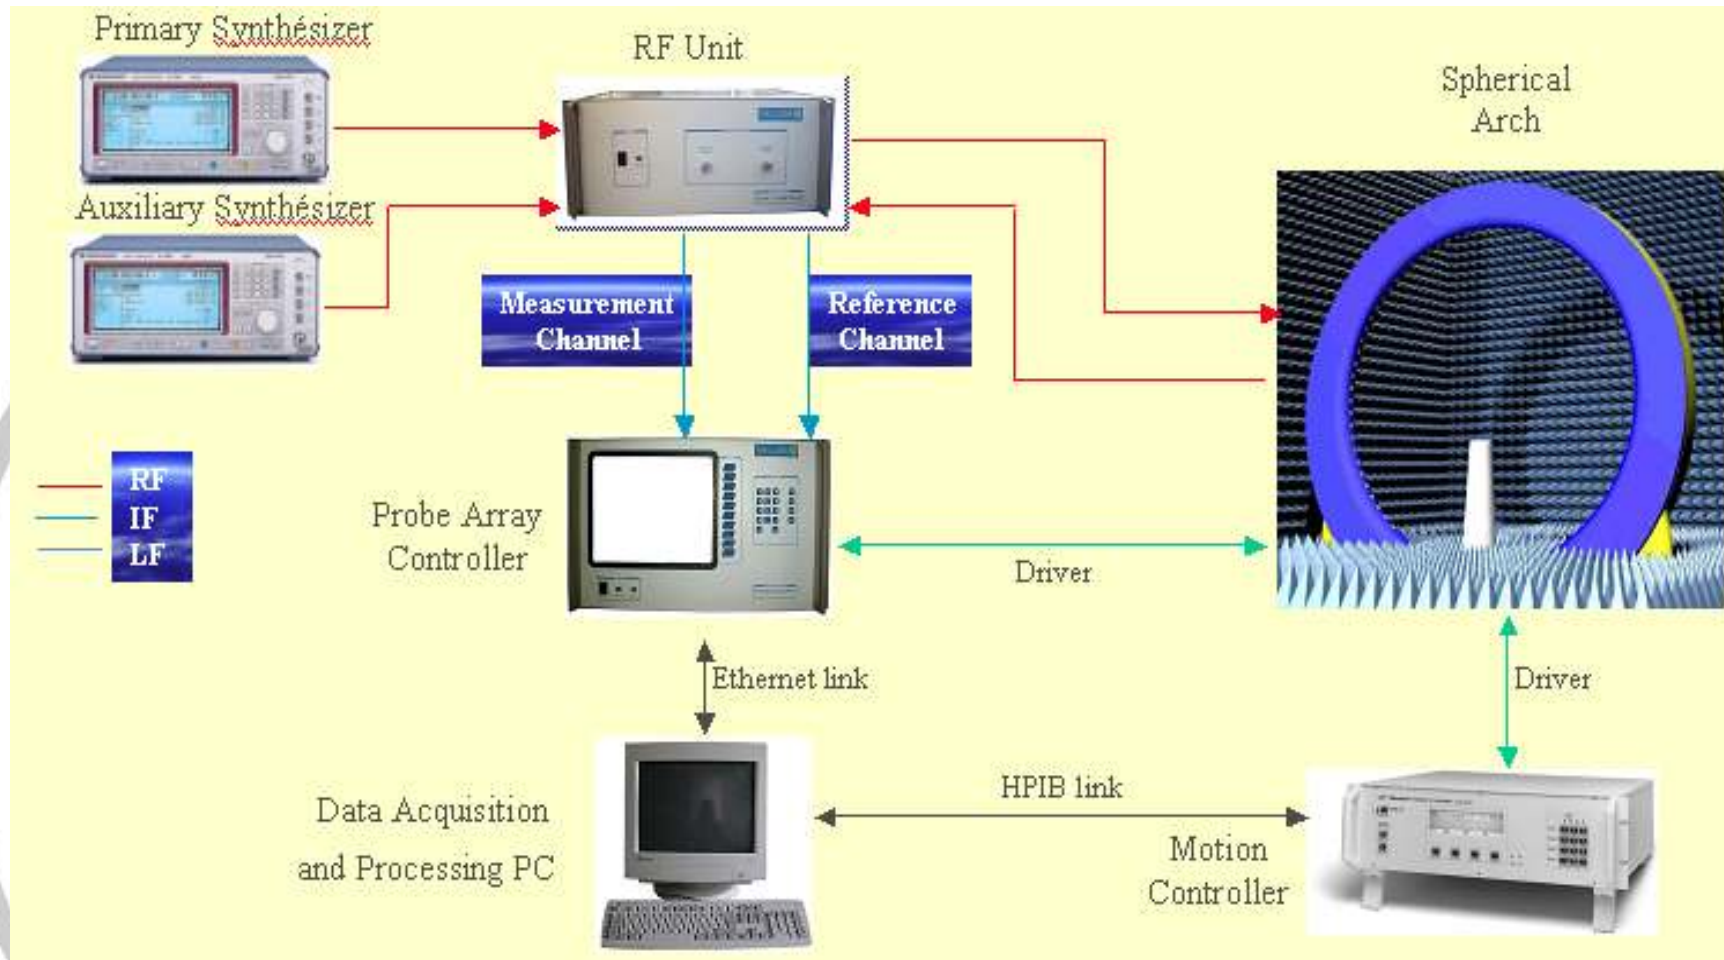 Primary Synthésizer
RF Unit
Spherical
Arch
Auxiliary Synthésizer
Measurement
Channel
Reference
Channel
RF
IF
LF
Probe Array
Controller
Driver
Ethernet link
Driver
Data Acquisition
and Processing PC
HPIB link
Motion
Controller